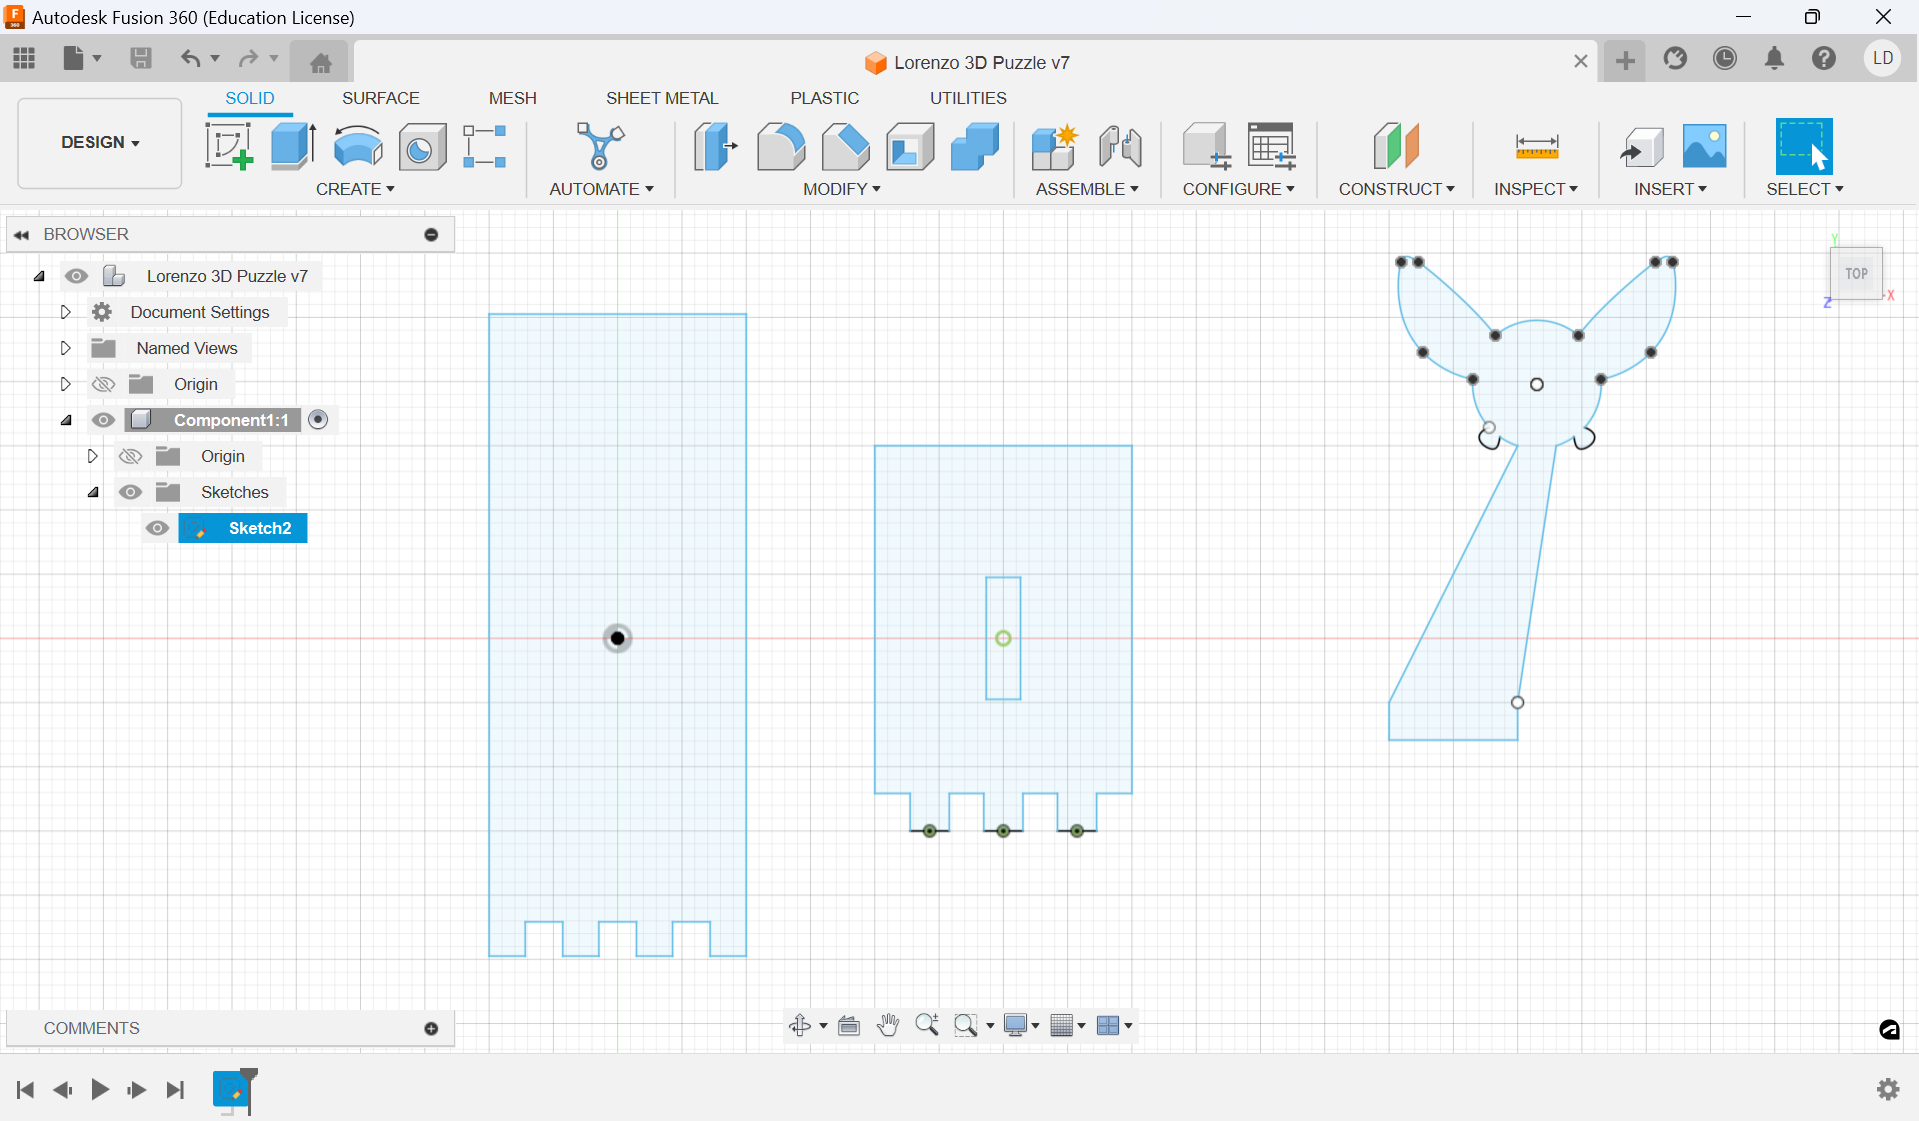 Autodesk Fusion 360 (Education License)
Lorenzo 3D Puzzle v7
LD
DESIGN
SOLID SURFACE MESH SHEET METAL PLASTIC UTILITIES
CREATE AUTOMATE MODIFY ASSEMBLE CONFIGURE CONSTRUCT INSPECT INSERT SELECT
BROWSER
Lorenzo 3D Puzzle v7
Document Settings
Named Views
Origin
Component1:1
Origin
Sketches
Sketch2
Y
TOP
X
Z
COMMENTS